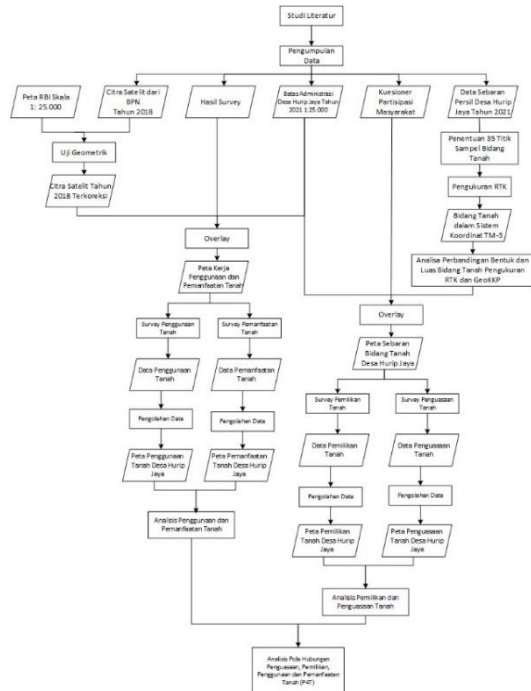 Studi Literatur
Pengumpulan
Data
Peta RBI Skala
1: 25.000
Citra Satelit dari
BPN
Tahun 2018
Hasil Survey
Batas Administrasi
Desa Hurip Jaya Tahun
2021 1:25.000
Kuesioner
Partisipasi
Masyarakat
Data Sebaran
Persil Desa Hurip
Jaya Tahun 2021
Uji Geometrik
Penentuan 35 Titik
Sampel Bidang
Tanah
Citra Satelit Tahun
2018 Terkoreksi
Pengukuran RTK
Bidang Tanah
dalam Sistem
Koordinat TM-3
Overlay
Analisa Perbandingan Bentuk dan
Luas Bidang Tanah Pengukuran
RTK dan GeoKKP
Peta Kerja
Penggunaan dan
Pemanfaatan Tanah
Overlay
Survey Penggunaan
Tanah
Survey Pemanfaatan
Tanah
Peta Sebaran
Bidang Tanah
Desa Hurip Jaya
Data Penggunaan
Tanah
Data Pemanfaatan
Tanah
Survey Pemilikan
Tanah
Survey Penguasaan
Tanah
Pengolahan Data
Pengolahan Data
Data Pemilikan
Tanah
Data Penguasaan
Tanah
Peta Penggunaan
Tanah Desa Hurip
Jaya
Peta Pemanfaatan
Tanah Desa Hurip
Jaya
Pengolahan Data
Pengolahan Data
Analisis Penggunaan dan
Pemanfaatan Tanah
Peta Pemilikan
Tanah Desa Hurip
Jaya
Peta Penguasaan
Tanah Desa Hurip
Jaya
Analisis Pemilikan dan
Penguasaan Tanah
Analisis Pola Hubungan
Penguasaan, Pemilikan,
Penggunaan dan Pemanfaatan
Tanah (P4T)